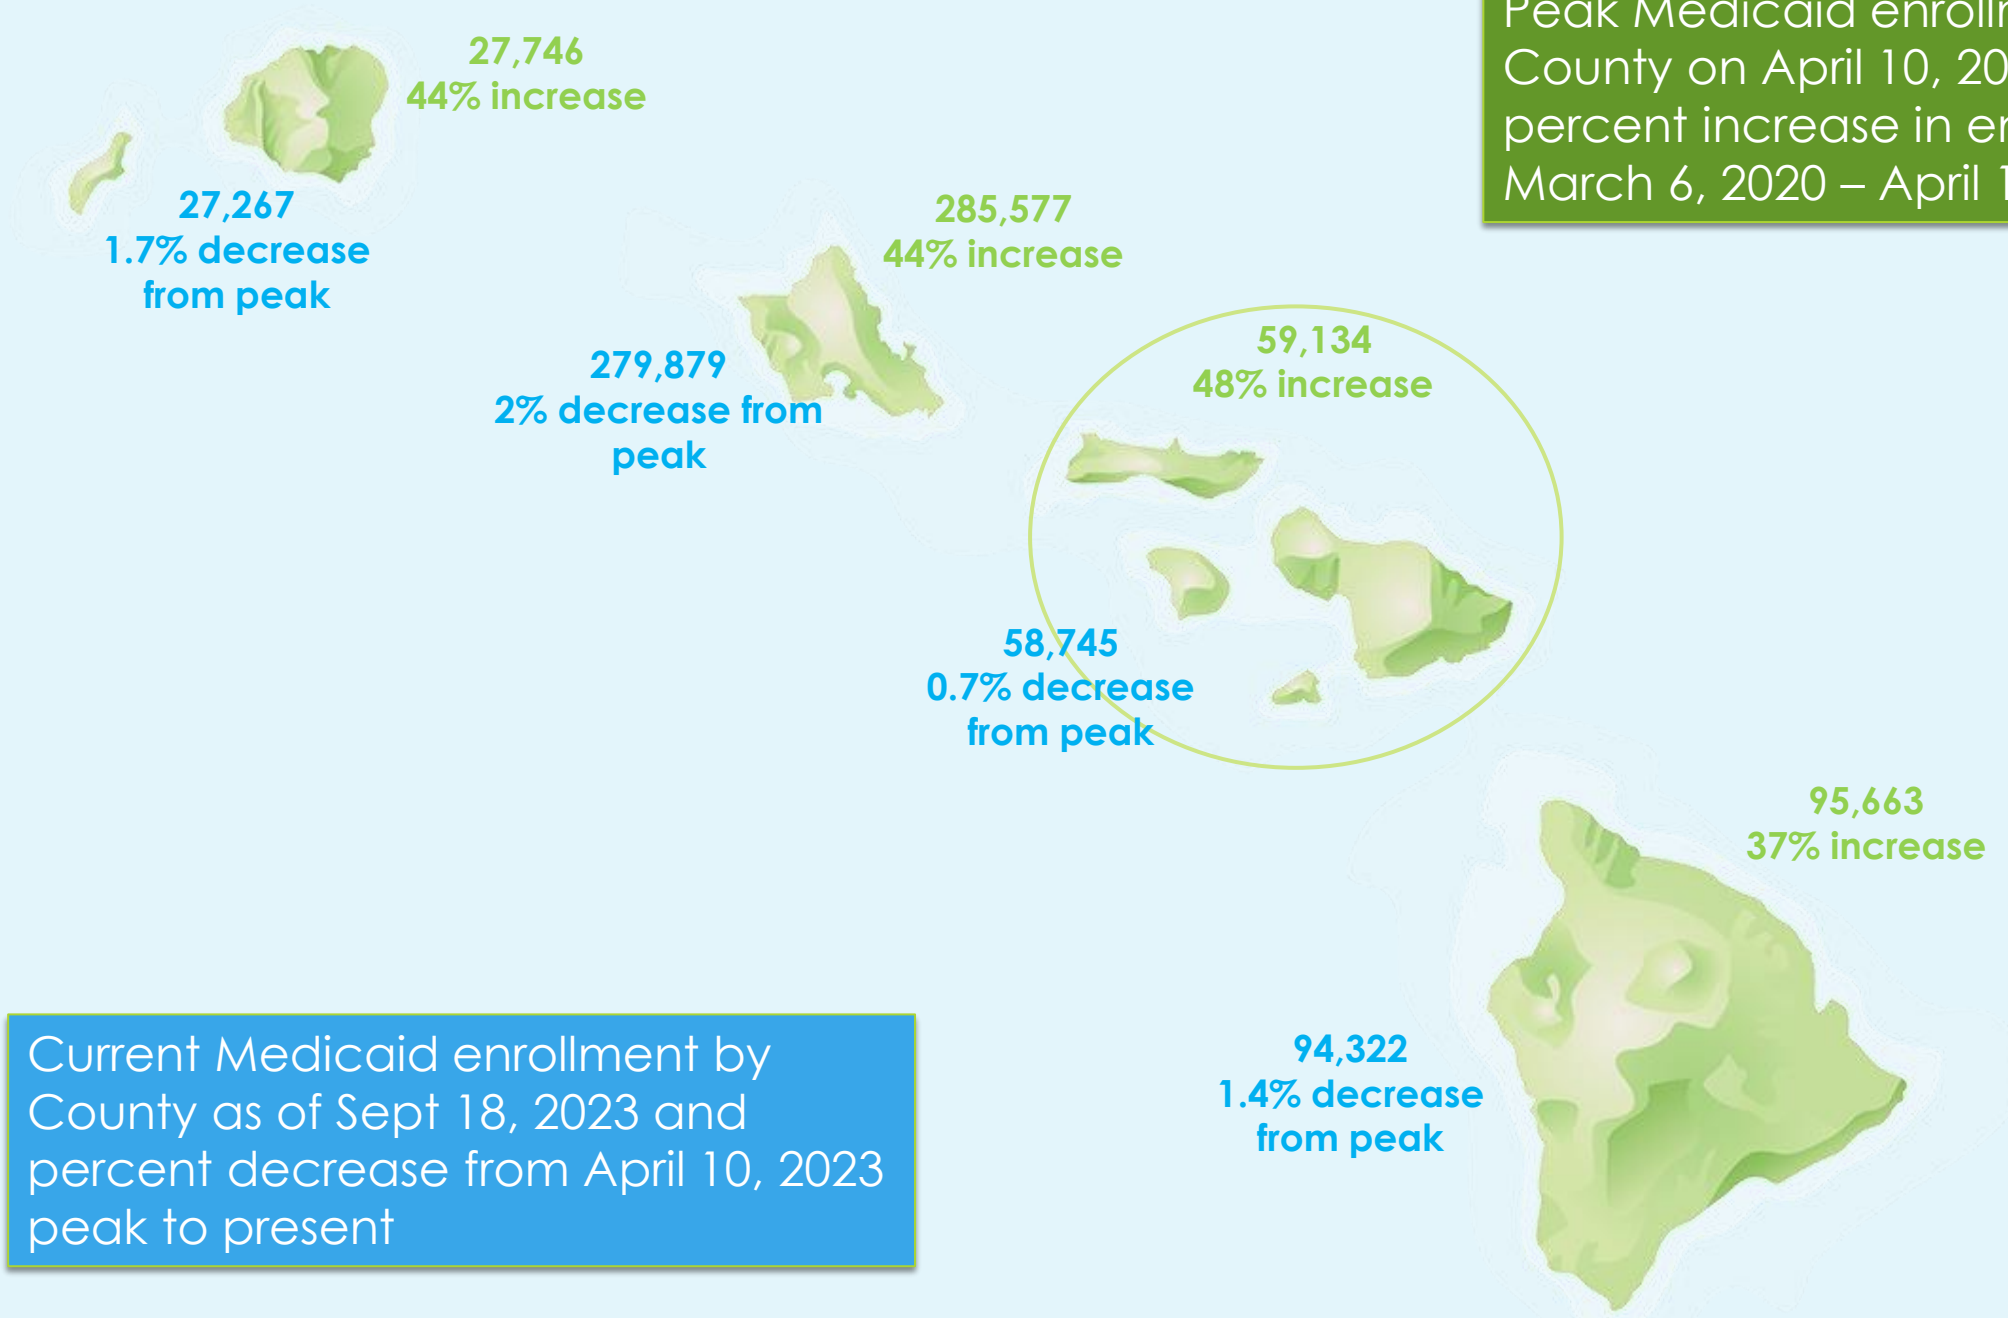 Peak Medicaid
County on April 10,
percent increase in
March 6, 2020 – April
27,746
44% increase
27,267
1.7% decrease
from peak
285,577
44% increase
279,879
2% decrease from
peak
59,134
48% increase
58,745
0.7% decrease
from peak
95,663
37% increase
94,322
1.4% decrease
from peak
Current Medicaid enrollment by
County as of Sept 18, 2023 and
percent decrease from April 10, 2023
peak to present